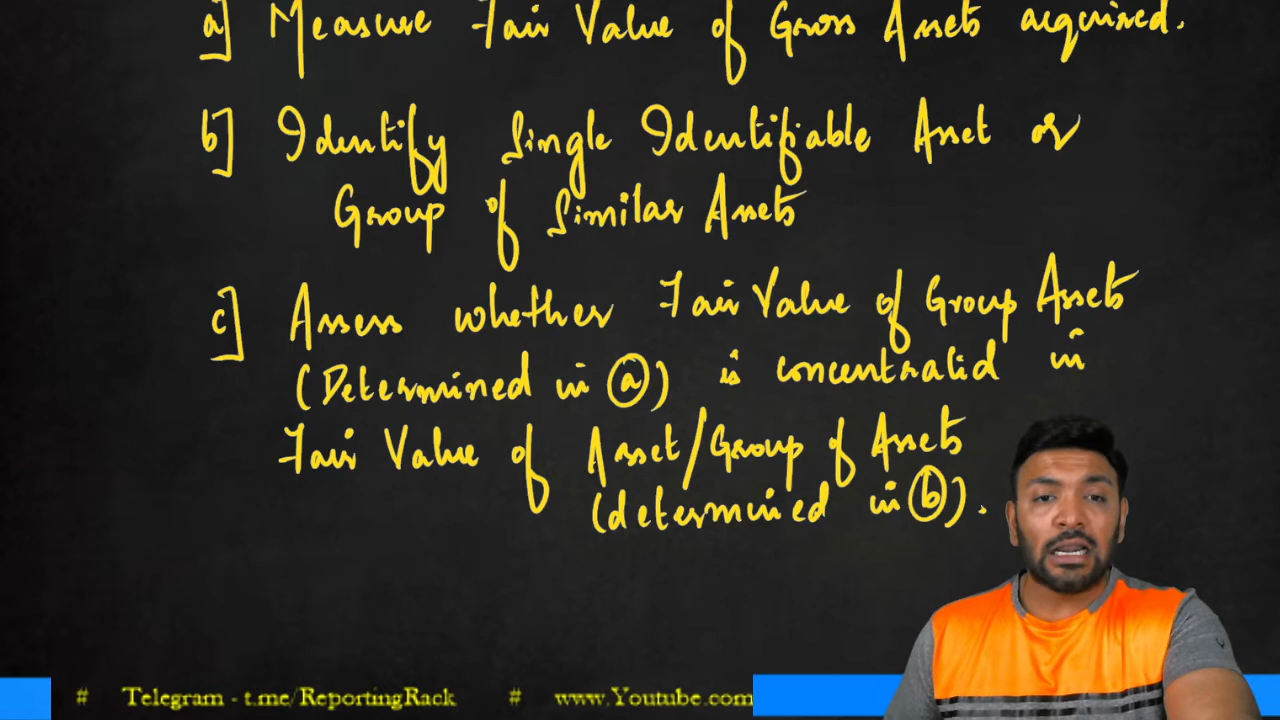 a] Measure Fair Value of Gross Assets acquired.
b] Identify Single Identifiable Asset or
Group of Similar Assets
c] Assess whether Fair Value of Group Assets
(Determined in a) is concentratid in
Fair Value of Asset/Group of Assets
(determined in b).
# Telegram - t.me/ReportingRack # www.Youtube.com